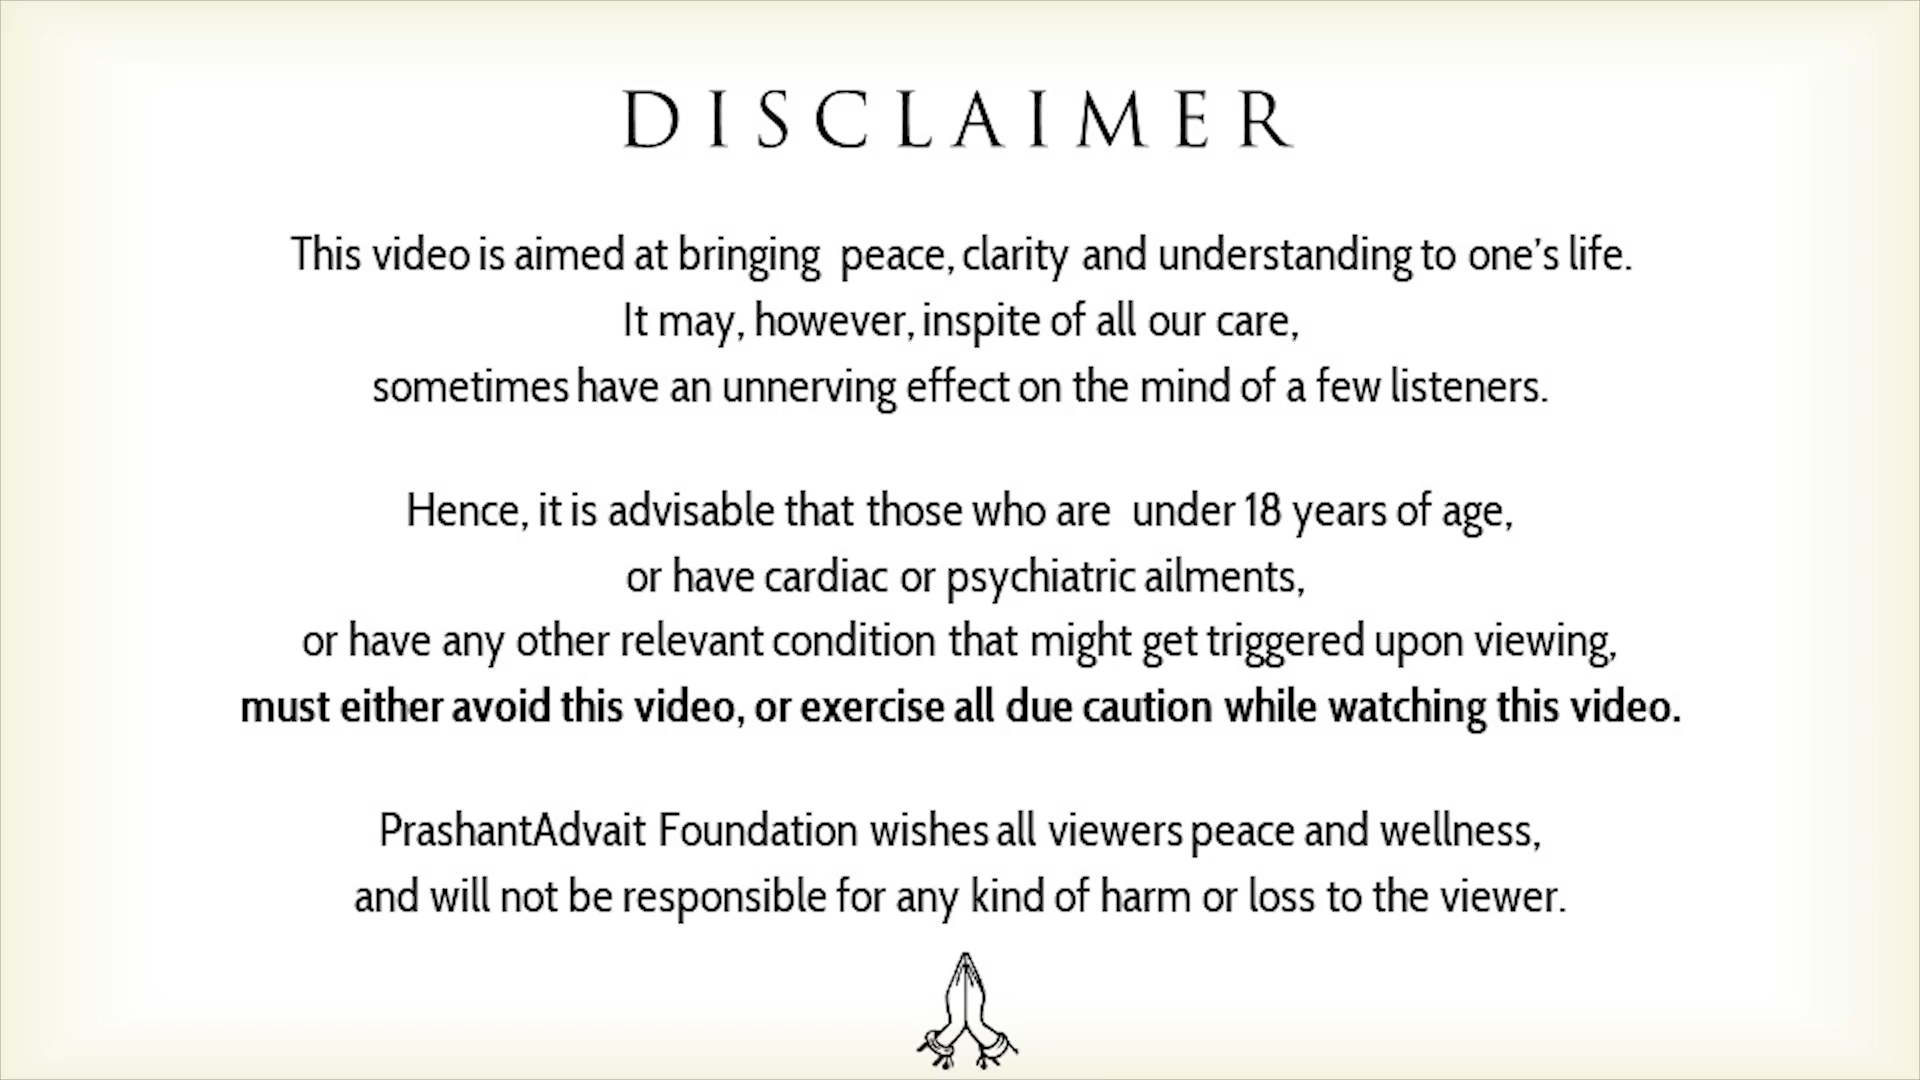 DISCLAIMER
This video is aimed at bringing peace, clarity and understanding to one's life.
It may, however, inspite of all our care,
sometimes have an unnerving effect on the mind of a few listeners.
Hence, it is advisable that those who are under 18 years of age,
or have cardiac or psychiatric ailments,
or have any other relevant condition that might get triggered upon viewing,
must either avoid this video, or exercise all due caution while watching this video.
PrashantAdvait Foundation wishes all viewers peace and wellness,
and will not be responsible for any kind of harm or loss to the viewer.